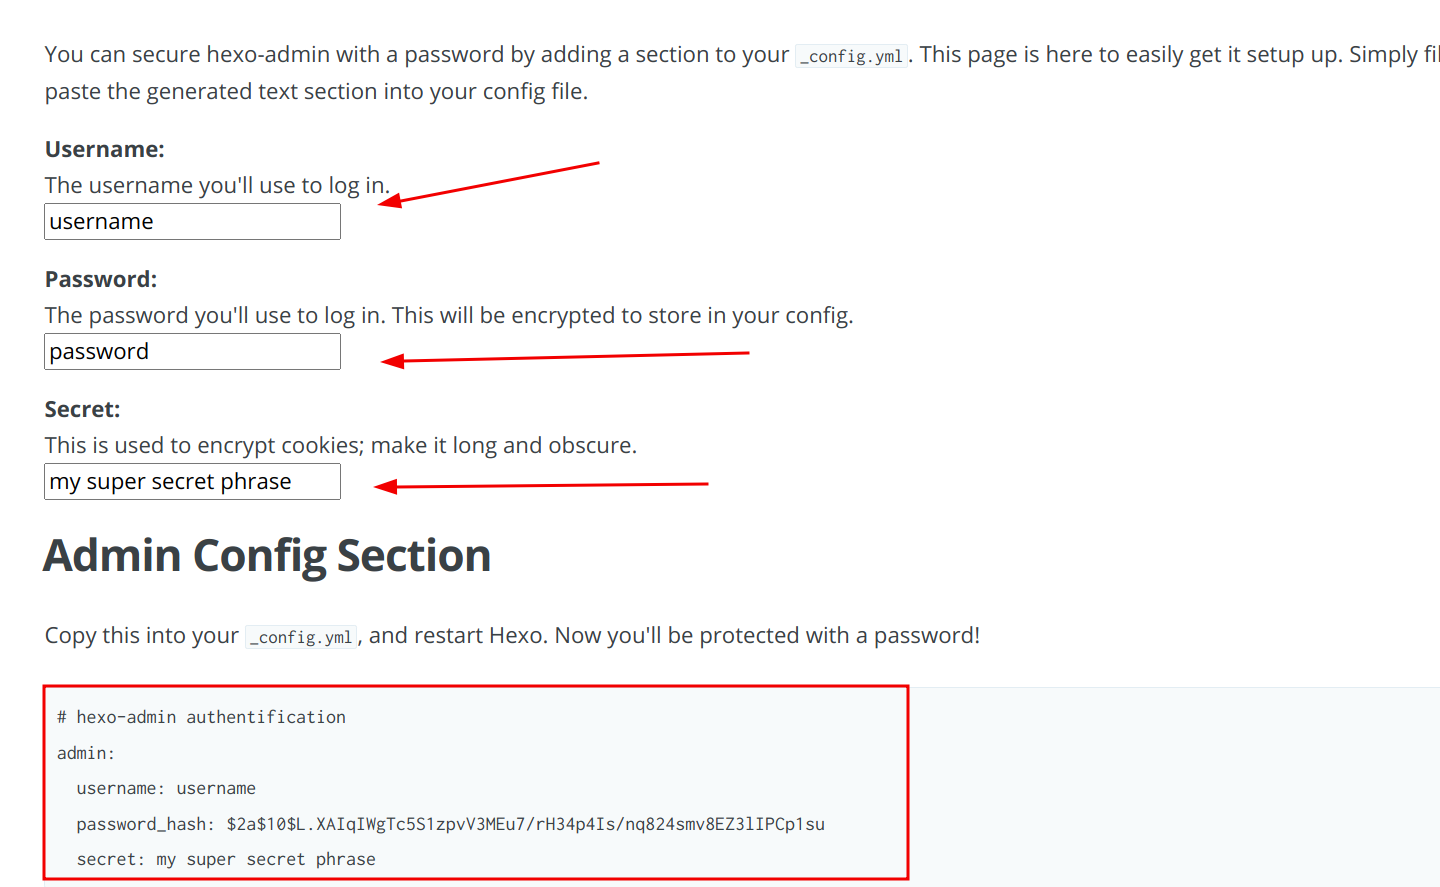 You can secure hexo-admin with a password by adding a section to your _config.yml. This page is here to easily get it setup up. Simply
paste the generated text section into your config file.
Username:
The username you'll use to log in.
username
Password:
The password you'll use to log in. This will be encrypted to store in your config.
password
Secret:
This is used to encrypt cookies; make it long and obscure.
my super secret phrase
Admin Config Section
Copy this into your _config.yml, and restart Hexo. Now you'll be protected with a password!
# hexo-admin authentification
admin:
username: username
password_hash: $2a$10$L.XAIqIWgTc5S1zpvV3MEu7/rH34p4Is/nq824smv8EZ3lIPCp1su
secret: my super secret phrase